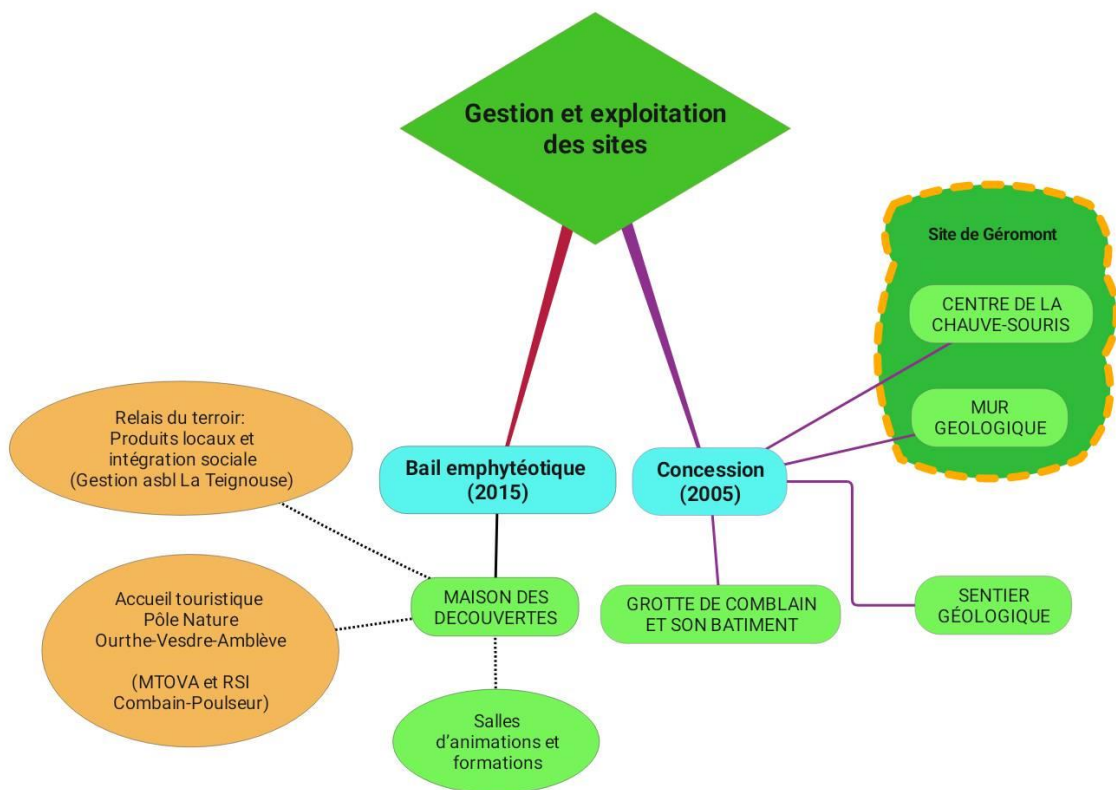 Gestion et exploitation
des sites
Site de Géromont
CENTRE DE LA
CHAUVE-SOURIS
MUR
GEOLOGIQUE
Relais du terroir:
Produits locaux et
intégration sociale
(Gestion asbl La Teignouse)
Bail emphytéotique
(2015)
Concession
(2005)
Accueil touristique
Pôle Nature
Ourthe-Vesdre-Amblève
(MTOVA et RSI
Combain-Poulseur)
MAISON DES
DECOUVERTES
GROTTE DE COMBLAIN
ET SON BATIMENT
SENTIER
GÉOLOGIQUE
Salles
d'animations et
formations